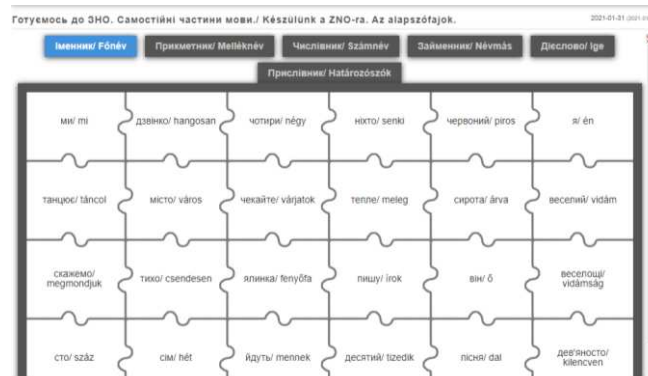 Готуємось до ЗНО. Самостійні частини мови./ Készülünk a ZNO-ra. Az alapszófajok.
2021-01-31
Іменник/ Főnév
Прикметник/ Melléknév
Числівник/ Számnév
Займенник/ Névmás
Дієслово/ Ige
Прислівник/ Határozószók
ми/ mi
дзвінко/ hangosan
чотири/ négy
ніхто/ senki
червоний/ piros
я/ én
танцює/ táncol
місто/ város
чекайте/ várjatok
тепле/ meleg
сирота/ árva
веселий/ vidám
скажемо/
megmondjuk
тихо/ csendesen
ялинка/ fenyőfa
пишу/ írok
він/ ő
веселощі/
vidámság
сто/ száz
сім/ hét
йдуть/ mennek
десятий/ tizedik
пісня/ dal
дев'яносто/
kilencven